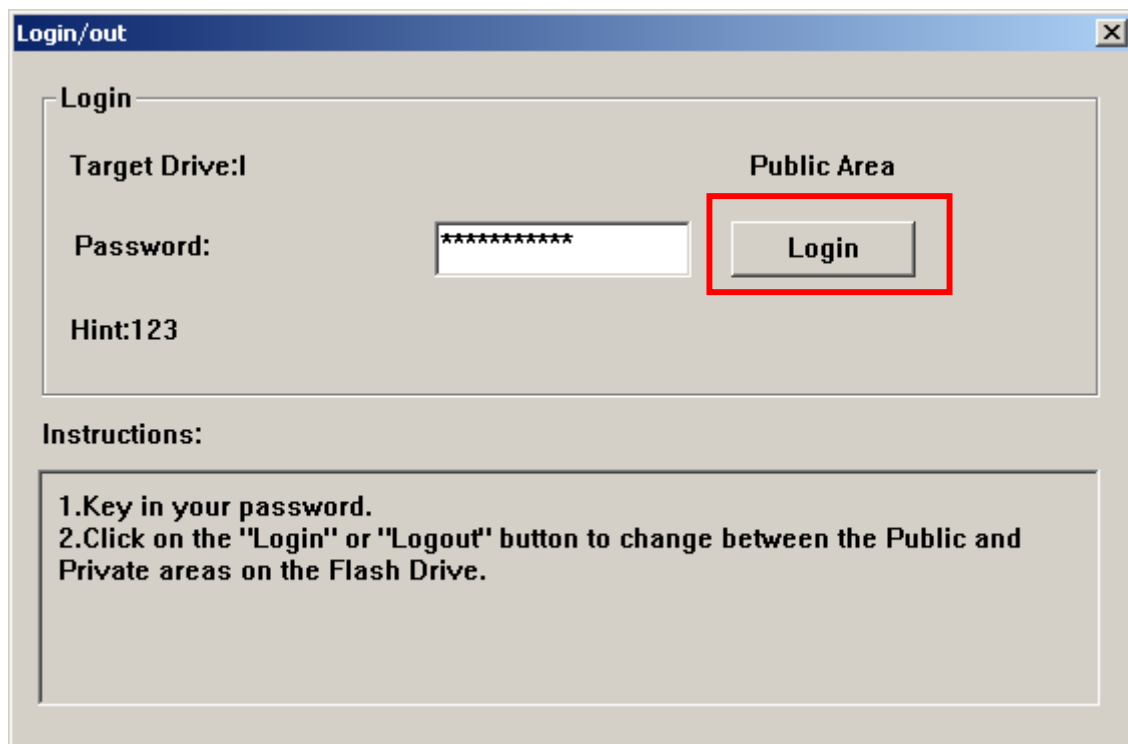 Login/out
Login
Target Drive:I
Public Area
Password:
***********
Login
Hint:123
Instructions:
1.Key in your password.
2.Click on the "Login" or "Logout" button to change between the Public and
Private areas on the Flash Drive.